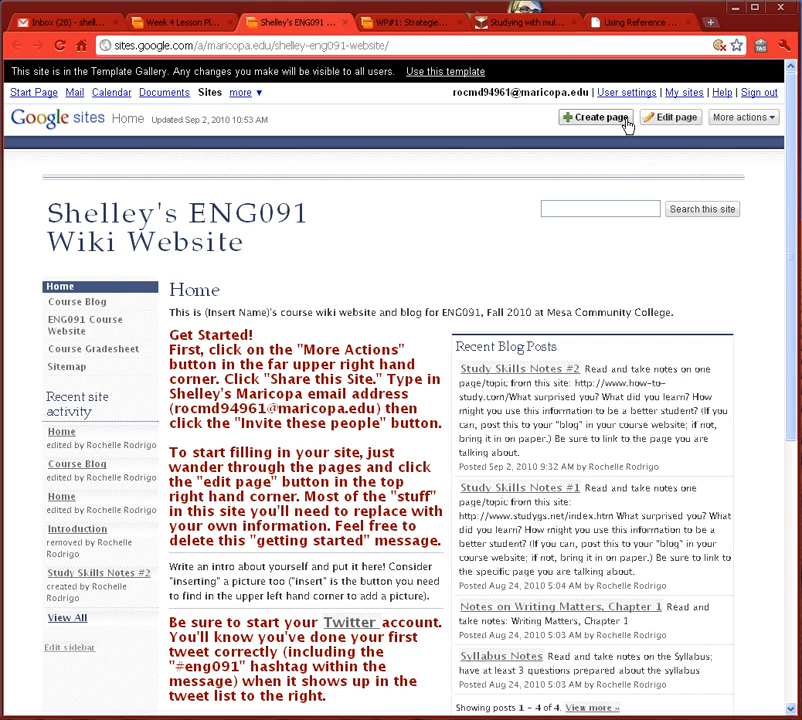 Inbox (28) - shell...
Week 4 Lesson Pl...
Shelley's ENG091 ...
WP#1: Strategie...
Studying with mul...
Using Reference ...
sites.google.com/a/maricopa.edu/shelley-eng091-website/
This site is in the Template Gallery. Any changes you make will be visible to all users. Use this template
Start Page Mail Calendar Documents Sites more ▼
rocmd94961@maricopa.edu | User settings | My sites | Help | Sign out
Google sites Home Updated Sep 2, 2010 10:53 AM
Create page Edit page More actions
Shelley's ENG091
Wiki Website
Search this site
Home
Course Blog
ENG091 Course
Website
Course Gradesheet
Sitemap
Recent site
activity
Home
edited by Rochelle Rodrigo
Course Blog
edited by Rochelle Rodrigo
Home
edited by Rochelle Rodrigo
Introduction
removed by Rochelle
Rodrigo
Study Skills Notes #2
created by Rochelle
Rodrigo
View All
Edit sidebar
Home
This is (Insert Name)'s course wiki website and blog for ENG091, Fall 2010 at Mesa Community College.
Get Started!
First, click on the "More Actions"
button in the far upper right hand
corner. Click "Share this Site." Type in
Shelley's Maricopa email address
(rocmd94961@maricopa.edu) then
click the "Invite these people" button.
To start filling in your site, just
wander through the pages and click
the "edit page" button in the top
right hand corner. Most of the "stuff"
in this site you'll need to replace with
your own information. Feel free to
delete this "getting started" message.
Write an intro about yourself and put it here! Consider
"inserting" a picture too ("insert" is the button you need
to find in the upper left hand corner to add a picture).
Be sure to start your Twitter account.
You'll know you've done your first
tweet correctly (including the
"#eng091" hashtag within the
message) when it shows up in the
tweet list to the right.
Recent Blog Posts
Study Skills Notes #2 Read and take notes on one
page/topic from this site: http://www.how-to-
study.com/What surprised you? What did you learn? How
might you use this information to be a better student? (If you
can, post this to your "blog" in your course website; if not,
bring it in on paper.) Be sure to link to the page you are
talking about.
Posted Sep 2, 2010 9:32 AM by Rochelle Rodrigo
Study Skills Notes #1 Read and take notes on one
page/topic from this site:
http://www.studygs.net/index.htm What surprised you? What
did you learn? How might you use this information to be a
better student? (If you can, post this to your "blog" in your
course website; if not, bring it in on paper.) Be sure to link to
the specific page you are talking about.
Posted Aug 24, 2010 5:04 AM by Rochelle Rodrigo
Notes on Writing Matters, Chapter 1 Read and
take notes: Writing Matters, Chapter 1
Posted Aug 24, 2010 5:03 AM by Rochelle Rodrigo
Syllabus Notes Read and take notes on the Syllabus;
have at least 3 questions prepared about the syllabus
Posted Aug 24, 2010 5:03 AM by Rochelle Rodrigo
Showing posts 1 - 4 of 4. View more »